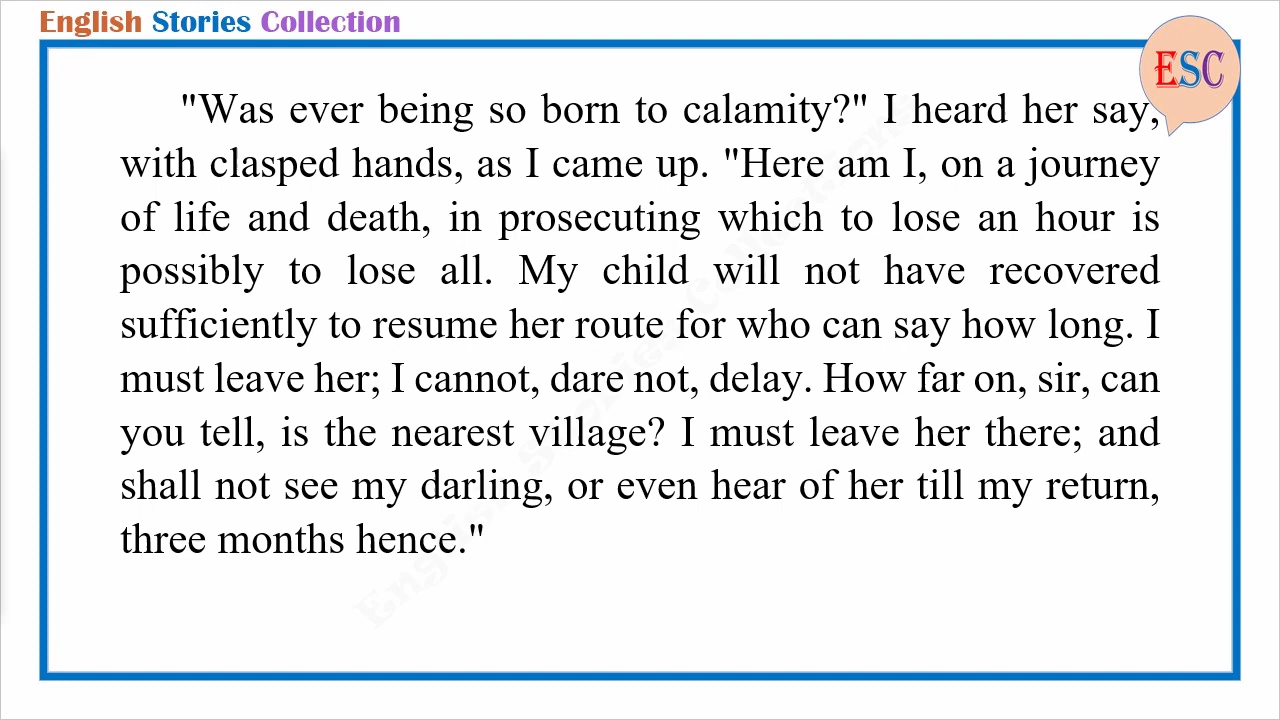 English Stories Collection
ESC
"Was ever being so born to calamity?" I heard her say,
with clasped hands, as I came up. "Here am I, on a journey
of life and death, in prosecuting which to lose an hour is
possibly to lose all. My child will not have recovered
sufficiently to resume her route for who can say how long. I
must leave her; I cannot, dare not, delay. How far on, sir, can
you tell, is the nearest village? I must leave her there; and
shall not see my darling, or even hear of her till my return,
three months hence."
English Stories Collections